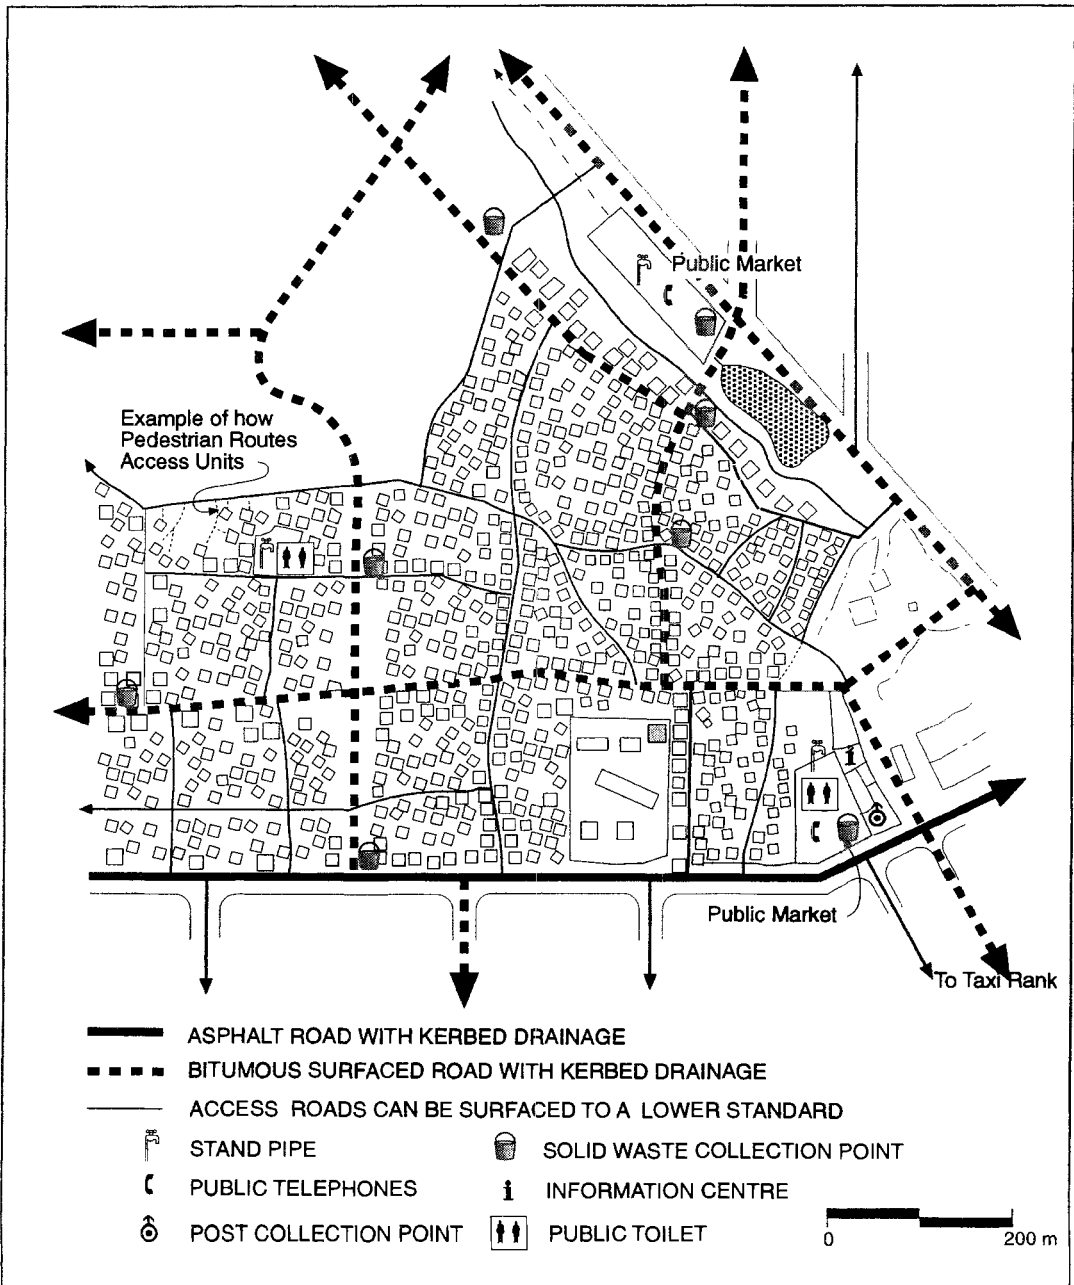 Public Market
Example of how
Pedestrian Routes
Access Units
i
Public Market
To Taxi Rank
ASPHALT ROAD WITH KERBED DRAINAGE
BITUMOUS SURFACED ROAD WITH KERBED DRAINAGE
ACCESS ROADS CAN BE SURFACED TO A LOWER STANDARD
STAND PIPE
SOLID WASTE COLLECTION POINT
PUBLIC TELEPHONES
i INFORMATION CENTRE
POST COLLECTION POINT
PUBLIC TOILET
0 200 m